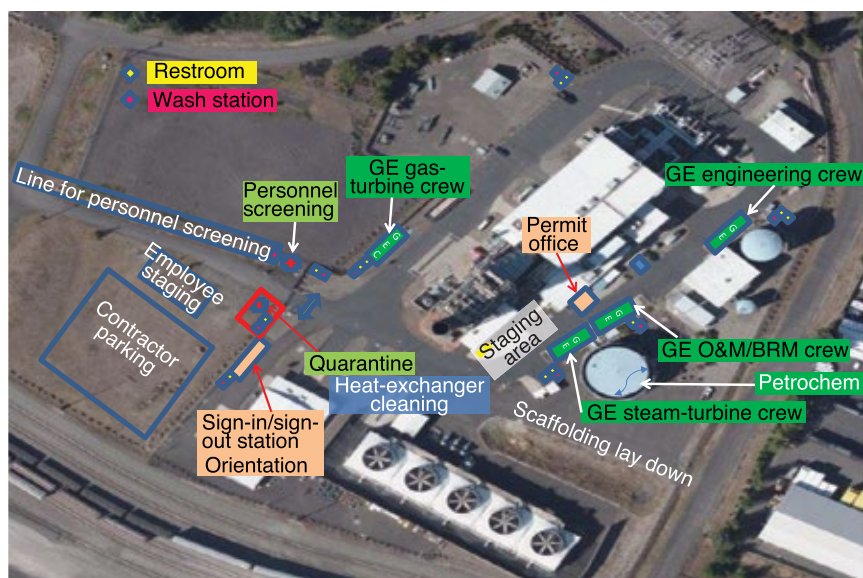 Restroom
Wash station
GE gas-
turbine crew
GE engineering crew
Personnel
screening
Line for personnel screening
Permit
office
Employee
staging
Contractor
parking
G E C
G E
G E
G E
Staging
area
Quarantine
Heat-exchanger
cleaning
GE O&M/BRM crew
Petrochem
GE steam-turbine crew
Scaffolding lay down
Sign-in/sign-
out station
Orientation